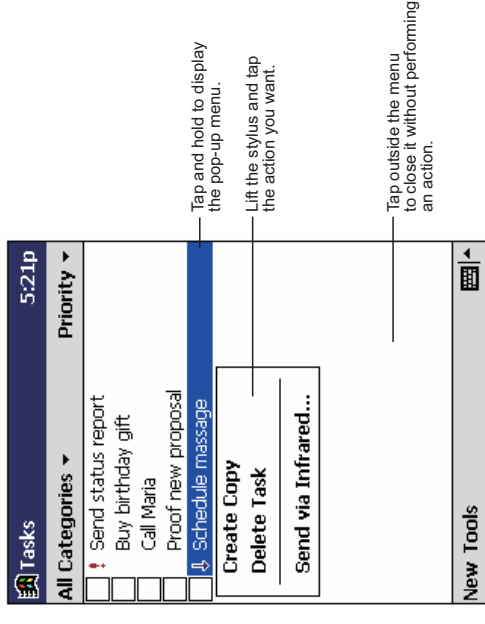 Tasks 5:21p
All Categories Priority
Send status report
Buy birthday gift
Call Maria
Proof new proposal
Schedule massage
Create Copy
Delete Task
Send via Infrared...
New Tools
Tap and hold to display
the pop-up menu.
Lift the stylus and tap
the action you want.
Tap outside the menu
to close it without performing
an action.